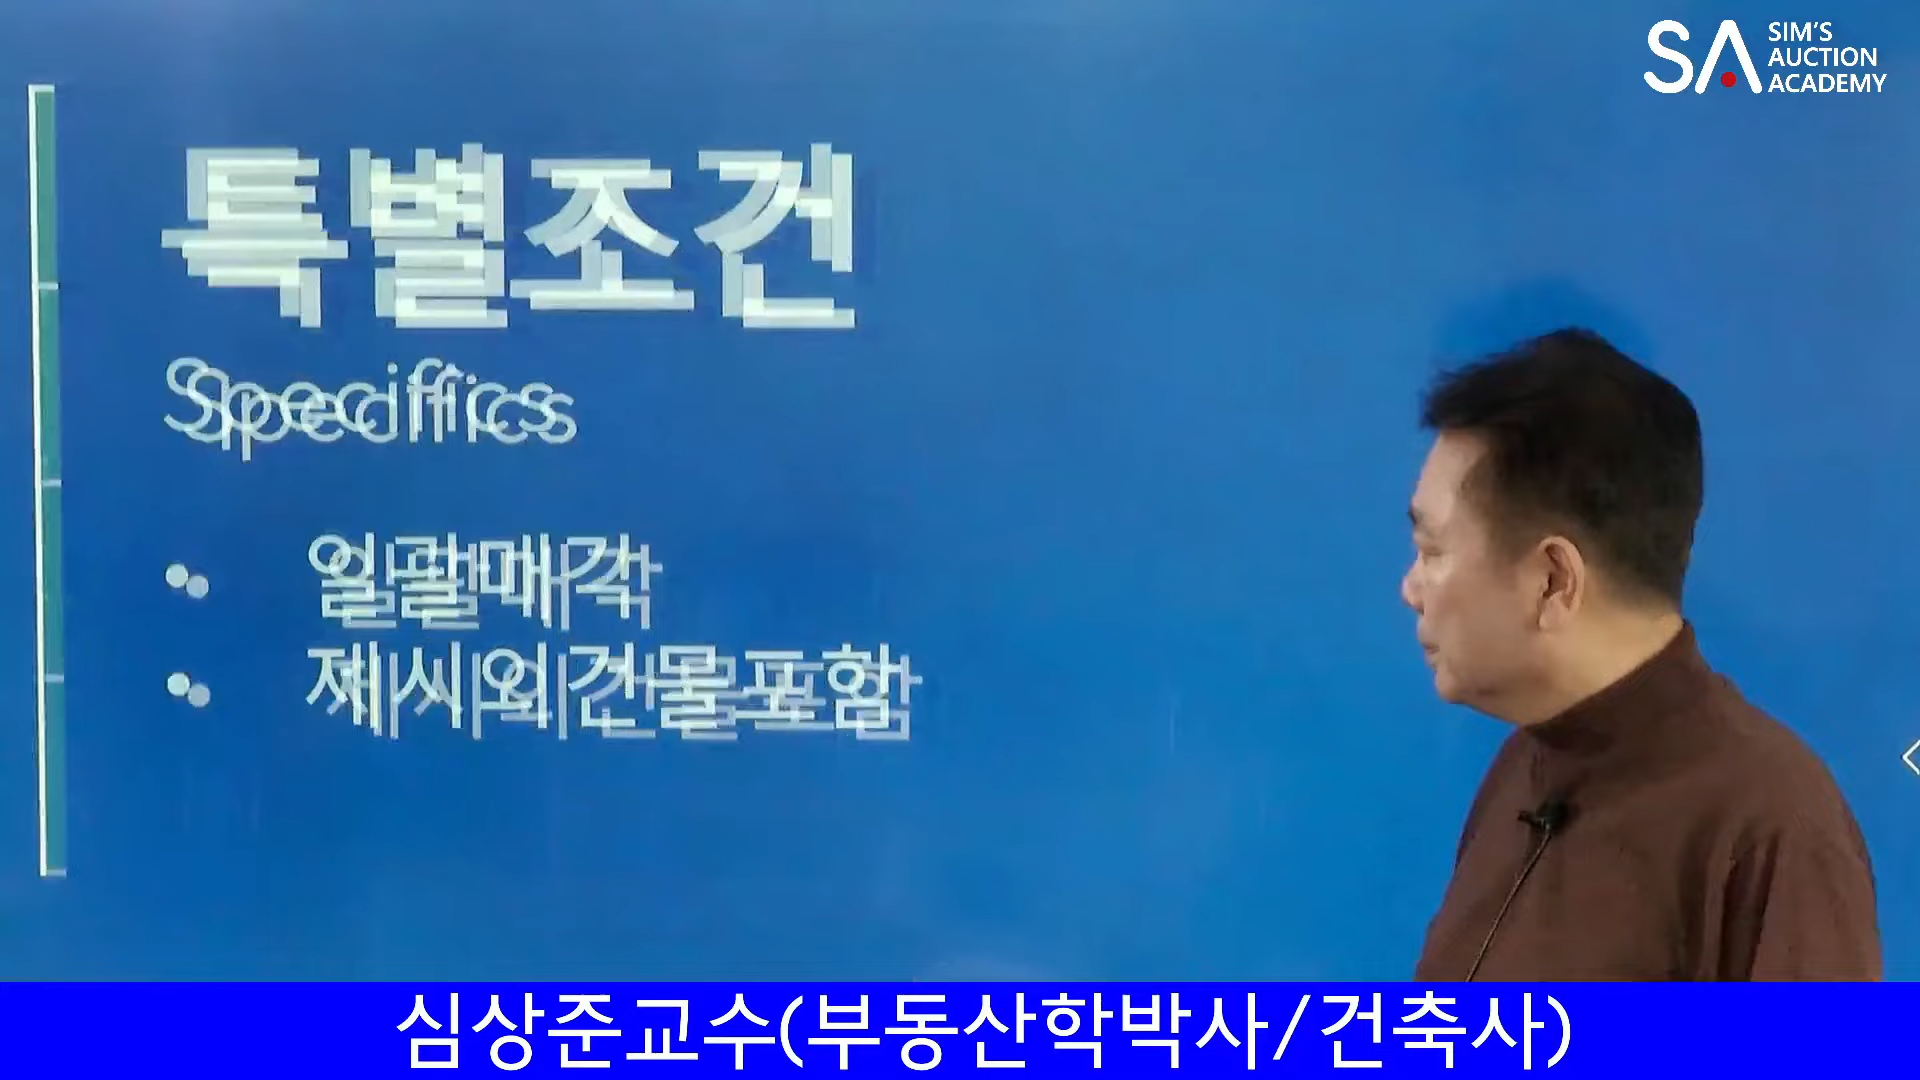 SA
SIM'S
AUCTION
ACADEMY
특별조건
Specifics
• 일괄매각
• 제시외건물포함
심상준교수(부동산학박사/건축사)